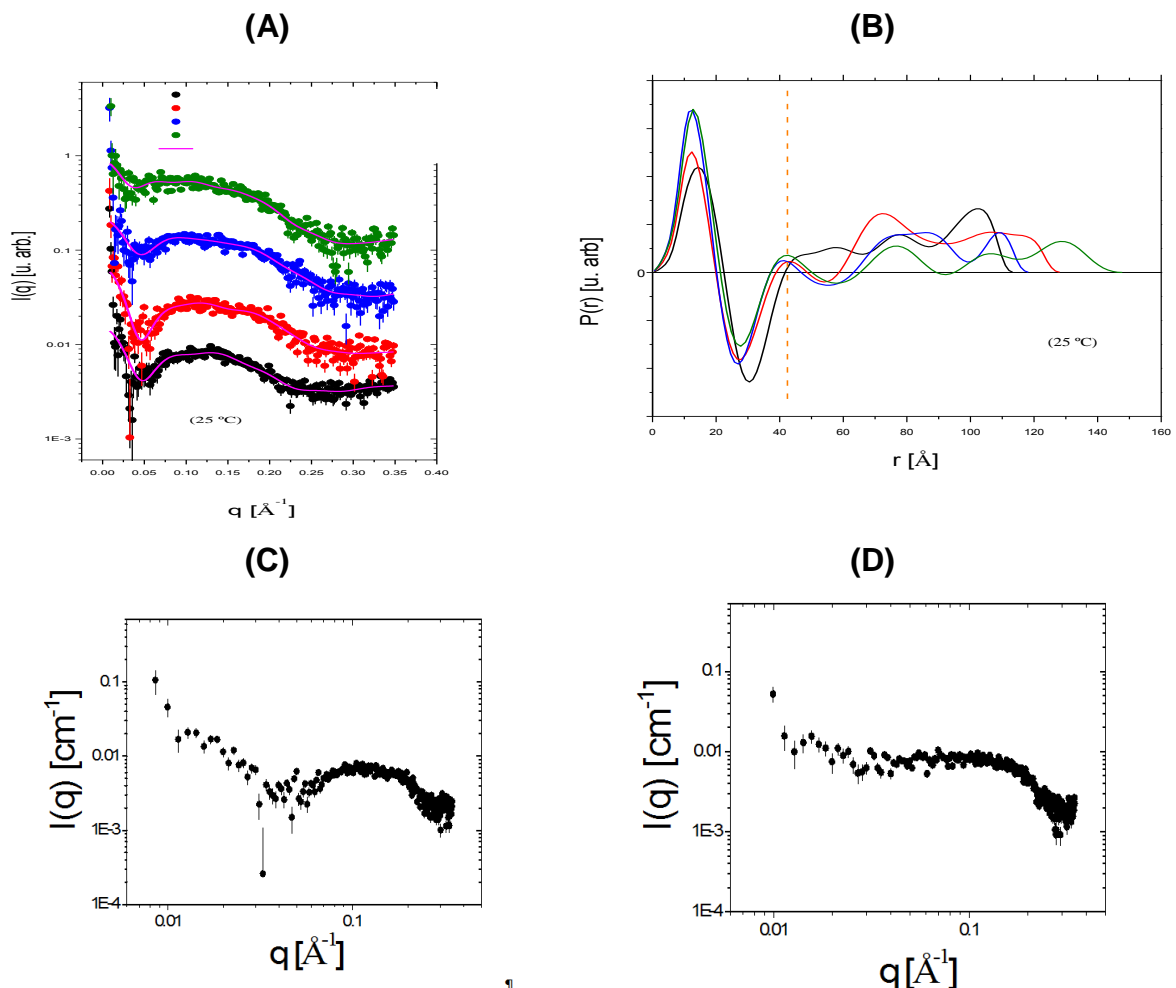 (A)
(B)
I(q) [u. arb.]
1
0.1
0.01
1E-3
(25 ºC)
0.00 0.05 0.10 0.15 0.20 0.25 0.30 0.35 0.40
q [Å⁻¹]
P(r) [u. arb]
0
(25 ºC)
0 20 40 60 80 100 120 140 160
r [Å]
(C)
(D)
I(q) [cm⁻¹]
0.1
0.01
1E-3
1E-4
0.01 0.1
q [Å⁻¹]
I(q) [cm⁻¹]
0.1
0.01
1E-3
1E-4
0.01 0.1
q [Å⁻¹]
¶